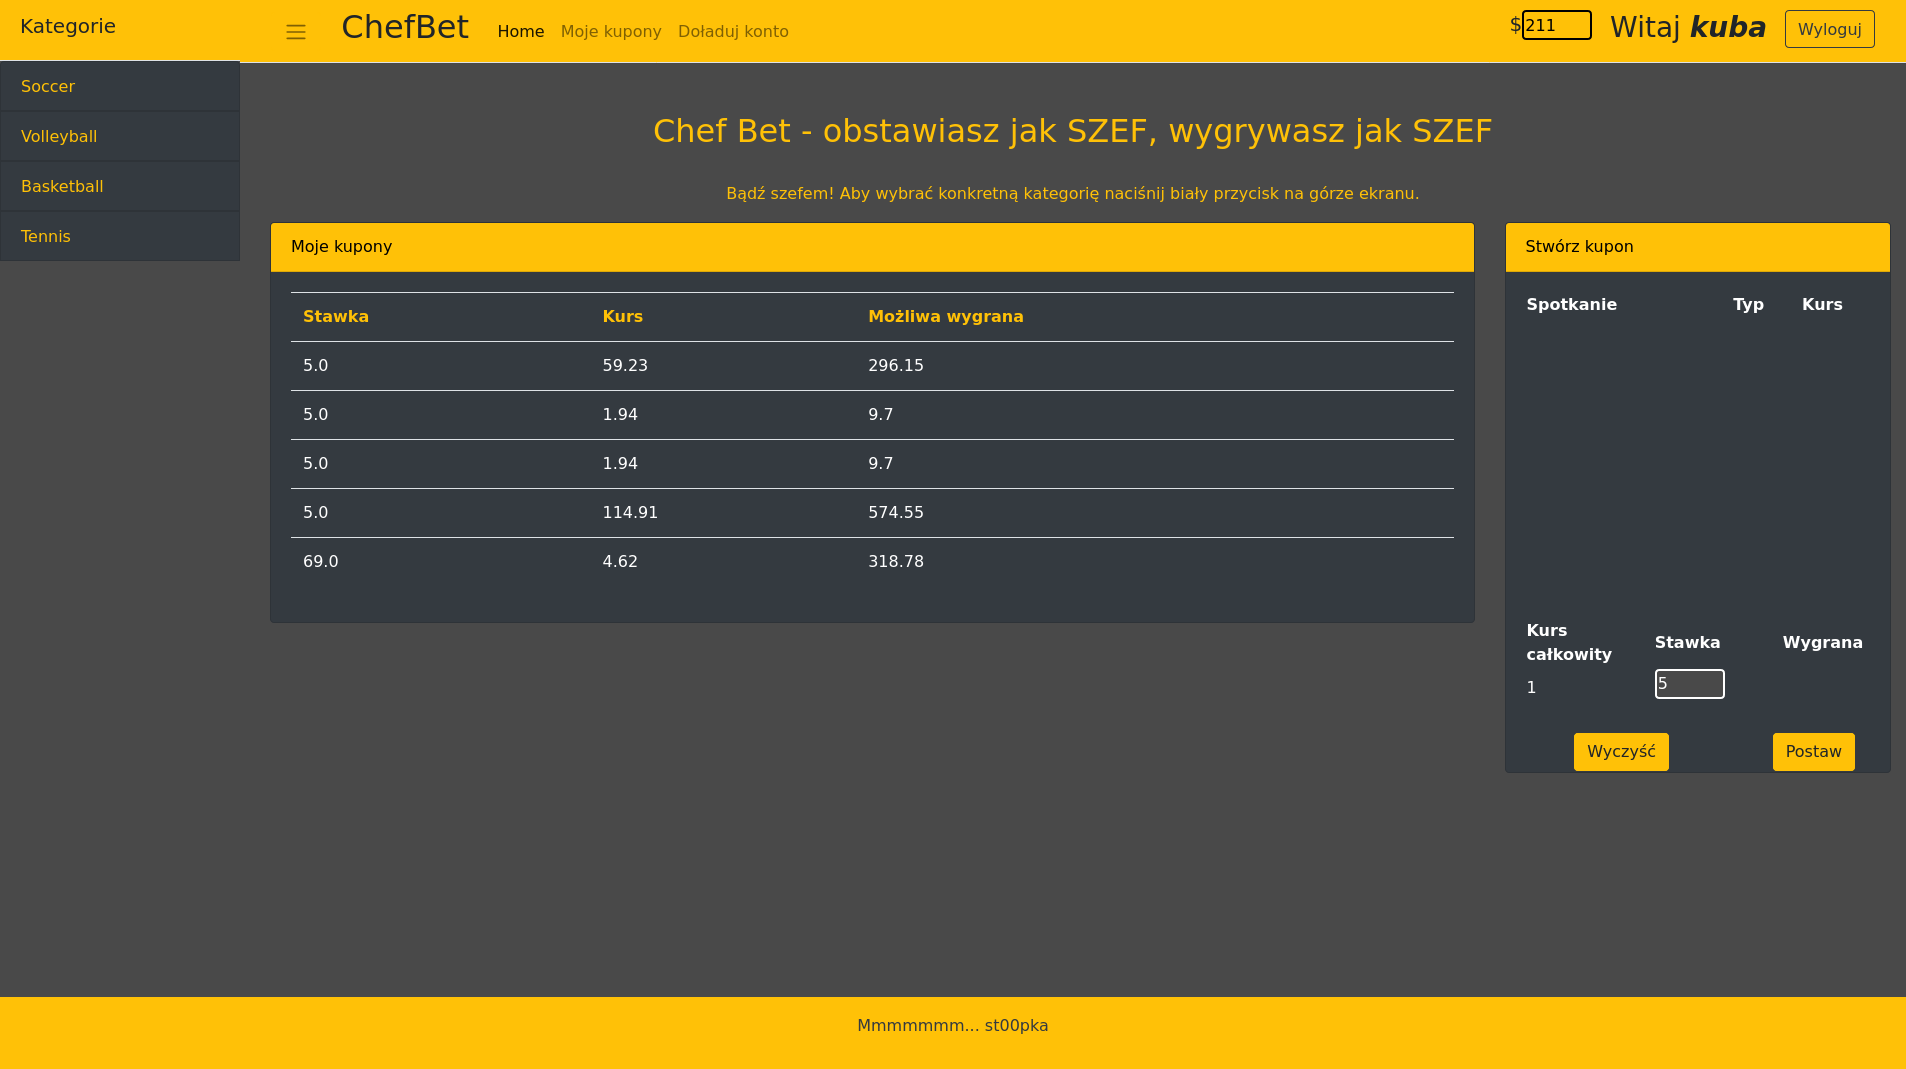 Kategorie
ChefBet Home Moje kupony Doładuj konto
$211 Witaj kuba Wyloguj
Soccer
Volleyball
Basketball
Tennis
Chef Bet - obstawiasz jak SZEF, wygrywasz jak SZEF
Bądź szefem! Aby wybrać konkretną kategorię naciśnij biały przycisk na górze ekranu.
Moje kupony
Stawka Kurs Możliwa wygrana
5.0 59.23 296.15
5.0 1.94 9.7
5.0 1.94 9.7
5.0 114.91 574.55
69.0 4.62 318.78
Stwórz kupon
Spotkanie Typ Kurs
Kurs całkowity Stawka Wygrana
1 5
Wyczyść Postaw
Mmmmmmm... st00pka